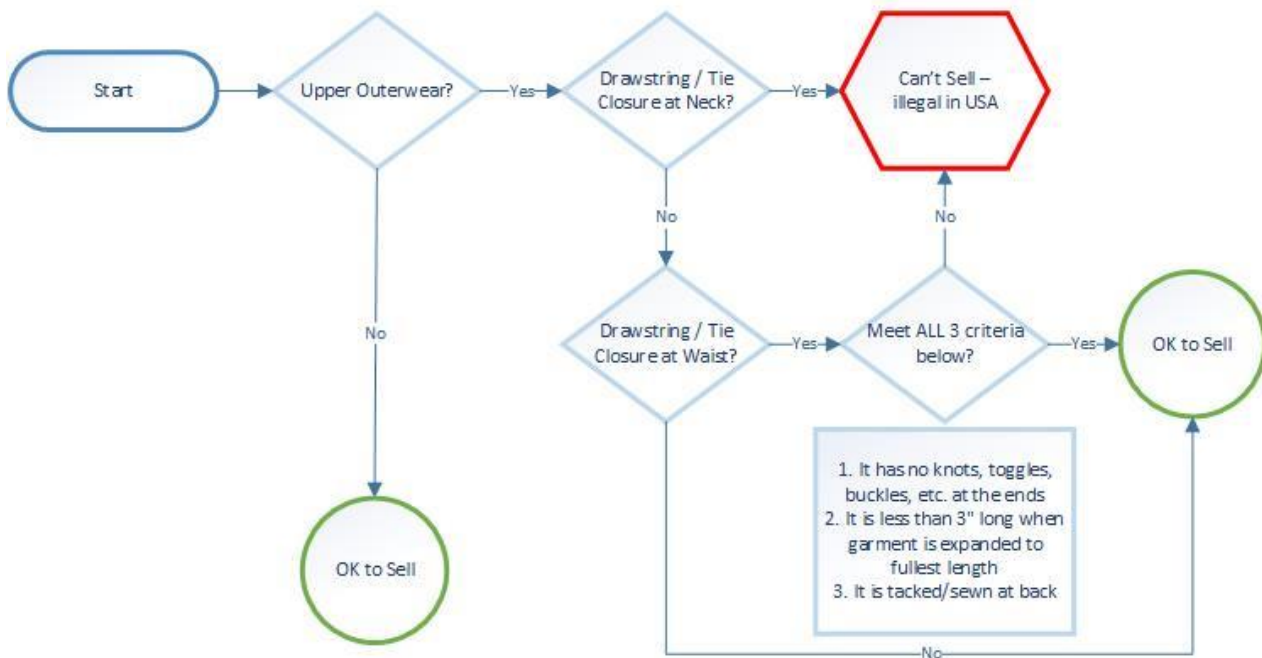 Start
Upper Outerwear?
Yes
Drawstring / Tie
Closure at Neck?
Yes
Can't Sell –
illegal in USA
No
No
No
Drawstring / Tie
Closure at Waist?
Yes
Meet ALL 3 criteria
below?
Yes
OK to Sell
1. It has no knots, toggles,
buckles, etc. at the ends
2. It is less than 3" long when
garment is expanded to
fullest length
3. It is tacked/sewn at back
OK to Sell
No